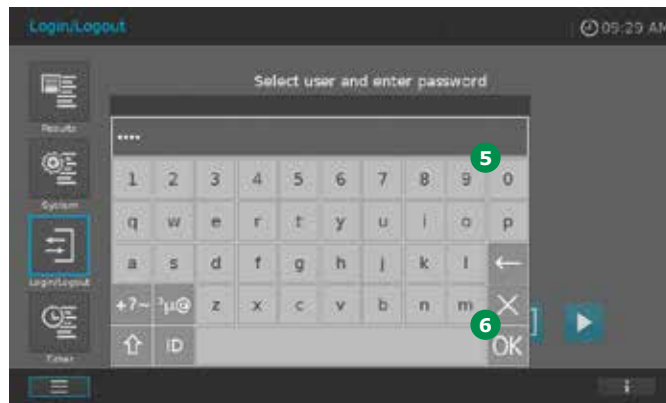 Login/Logout
09:29 AM
Select user and enter password
Results
••••
5
1 2 3 4 5 6 7 8 9 0
System
q w e r t y u i o p
a s d f g h j k l ←
Login/Logout
+?~ ³µ@ z x c v b n m ×
6
⇧ ID OK
Timer
i